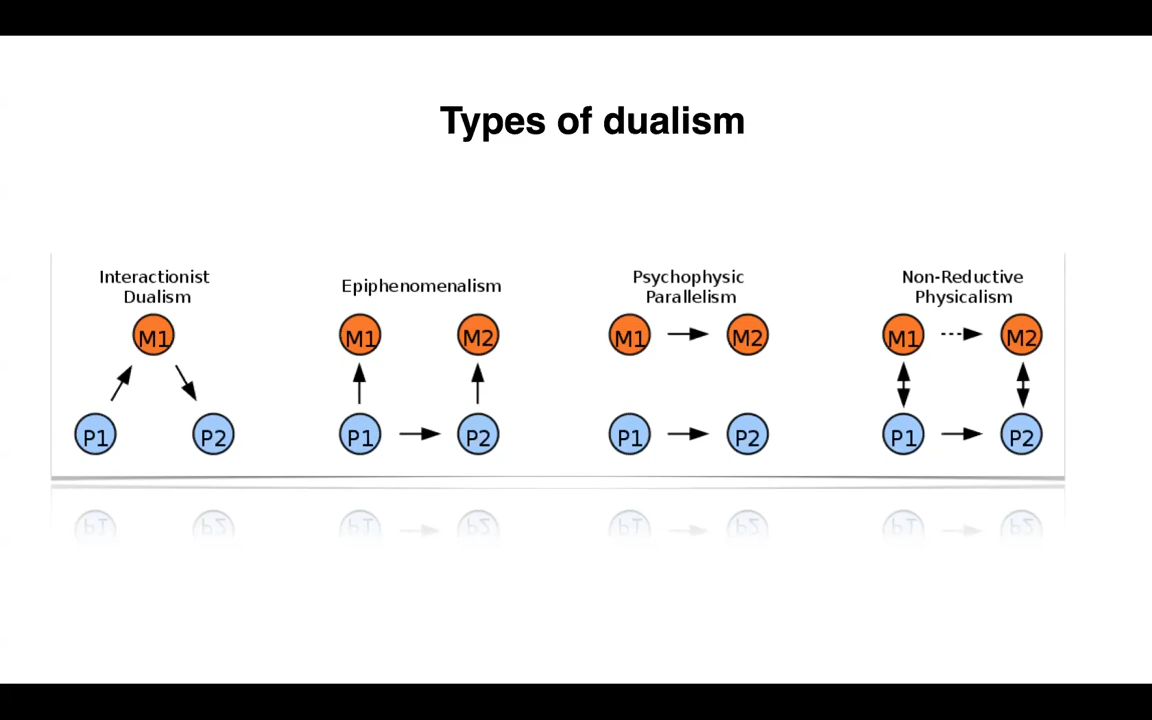 Types of dualism
Interactionist
Dualism
M1
P1
P2
Epiphenomenalism
M1
M2
P1
P2
Psychophysic
Parallelism
M1
M2
P1
P2
Non-Reductive
Physicalism
M1
M2
P1
P2